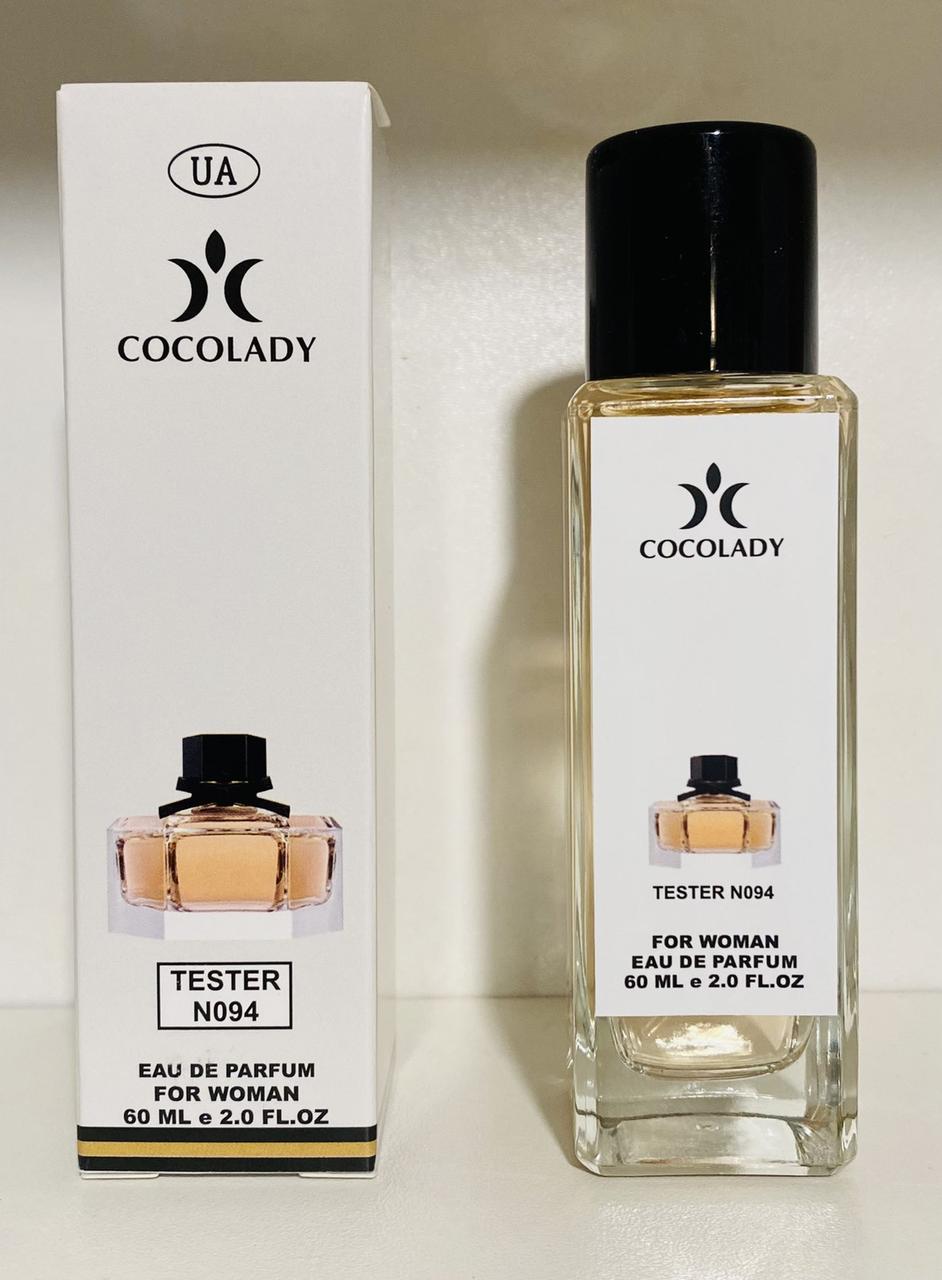 UA
COCOLADY
TESTER
N094
EAU DE PARFUM
FOR WOMAN
60 ML e 2.0 FL.OZ
COCOLADY
TESTER N094
FOR WOMAN
EAU DE PARFUM
60 ML e 2.0 FL.OZ